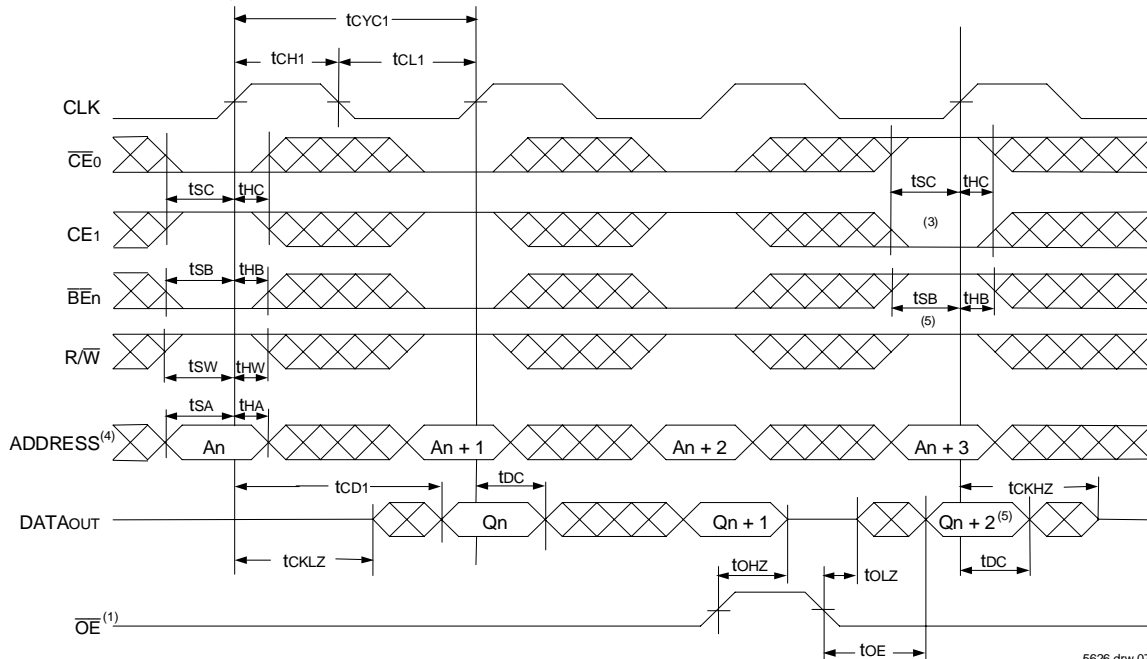 tCYC1
tCH1 tCL1
CLK
CE0
tSC tHC tSC tHC
CE1 (3)
tSB tHB tSB tHB
BEn (5)
R/W
tSW tHW
tSA tHA
ADDRESS(4) An An + 1 An + 2 An + 3
tCD1 tDC tCKHZ
DATAOUT Qn Qn + 1 Qn + 2(5)
tCKLZ tOHZ tOLZ tDC
OE(1)
tOE